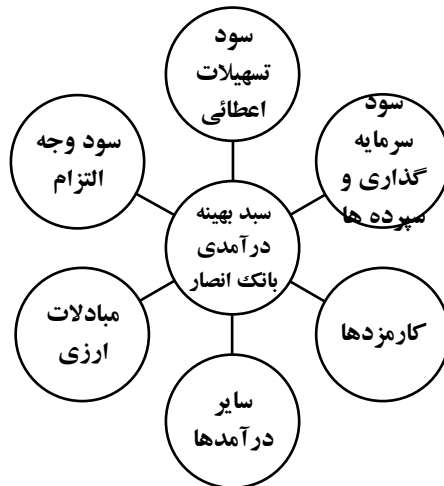 سود
تسهیلات
اعطائی
سود
سرمایه
گذاری و
سپرده ها
کارمزدها
سایر
درآمدها
مبادلات
ارزی
سود وجه
التزام
سبد بهینه
درآمدی
بانک انصار